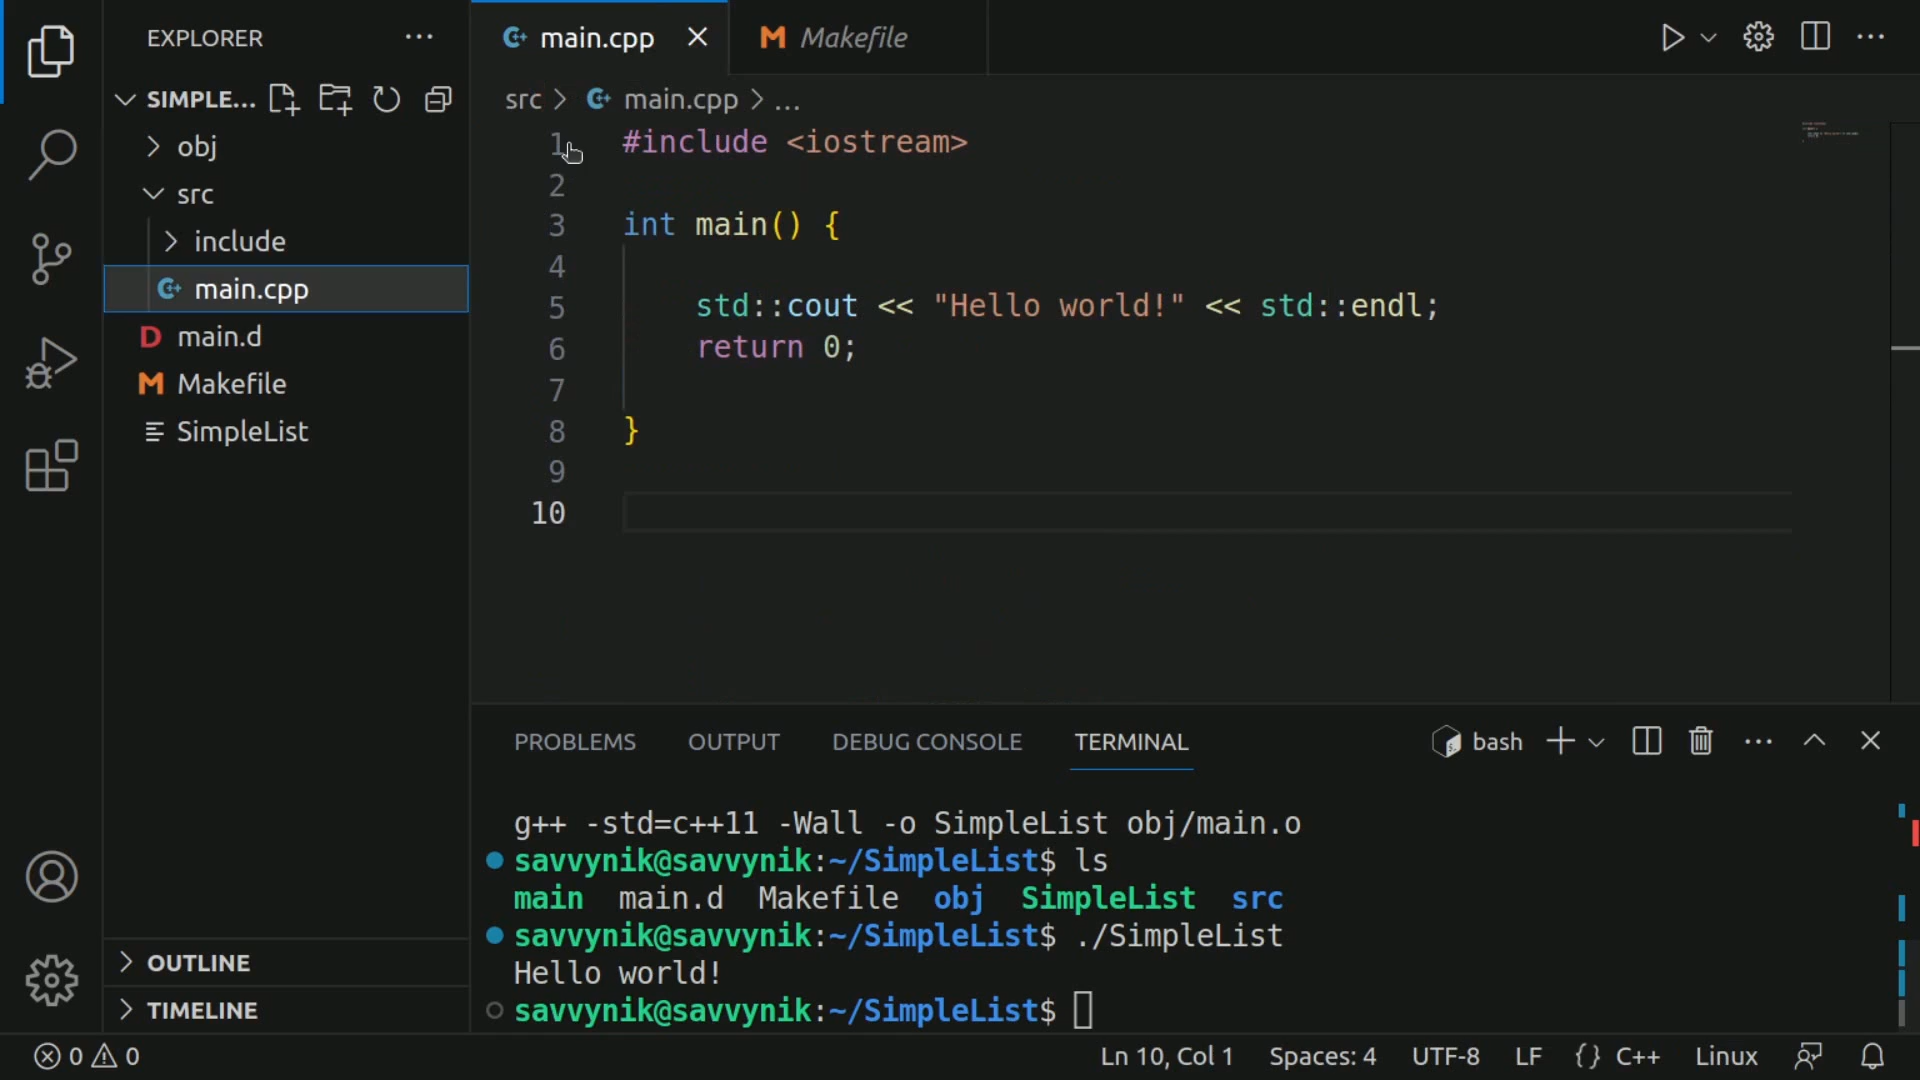 EXPLORER
SIMPLE...
obj
src
include
main.cpp
main.d
Makefile
SimpleList
OUTLINE
TIMELINE
main.cpp
Makefile
src > main.cpp > ...
1 #include <iostream>
2
3 int main() {
4
5 std::cout << "Hello world!" << std::endl;
6 return 0;
7
8 }
9
10
PROBLEMS OUTPUT DEBUG CONSOLE TERMINAL
bash
g++ -std=c++11 -Wall -o SimpleList obj/main.o
savvynik@savvynik:~/SimpleList$ ls
main main.d Makefile obj SimpleList src
savvynik@savvynik:~/SimpleList$ ./SimpleList
Hello world!
savvynik@savvynik:~/SimpleList$
0 0
Ln 10, Col 1 Spaces: 4 UTF-8 LF {} C++ Linux